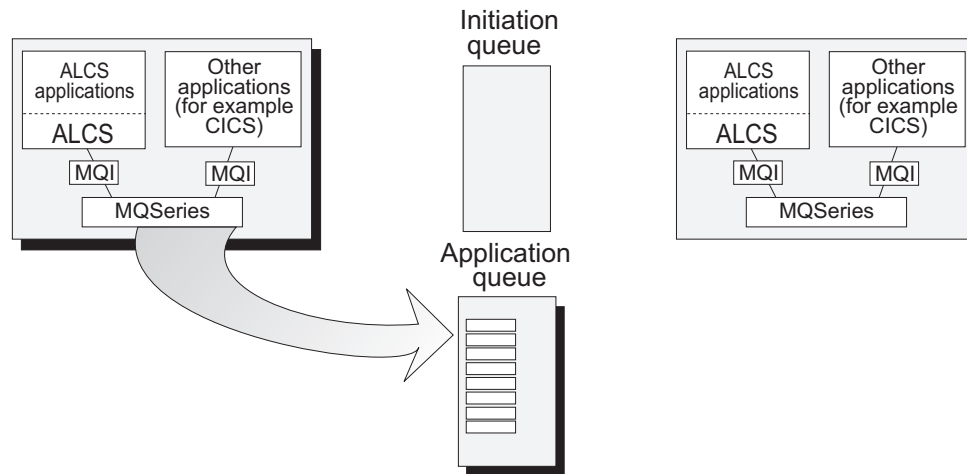 Initiation
queue
ALCS
applications
ALCS
Other
applications
(for example
CICS)
MQI
MQI
MQSeries
ALCS
applications
ALCS
Other
applications
(for example
CICS)
MQI
MQI
MQSeries
Application
queue